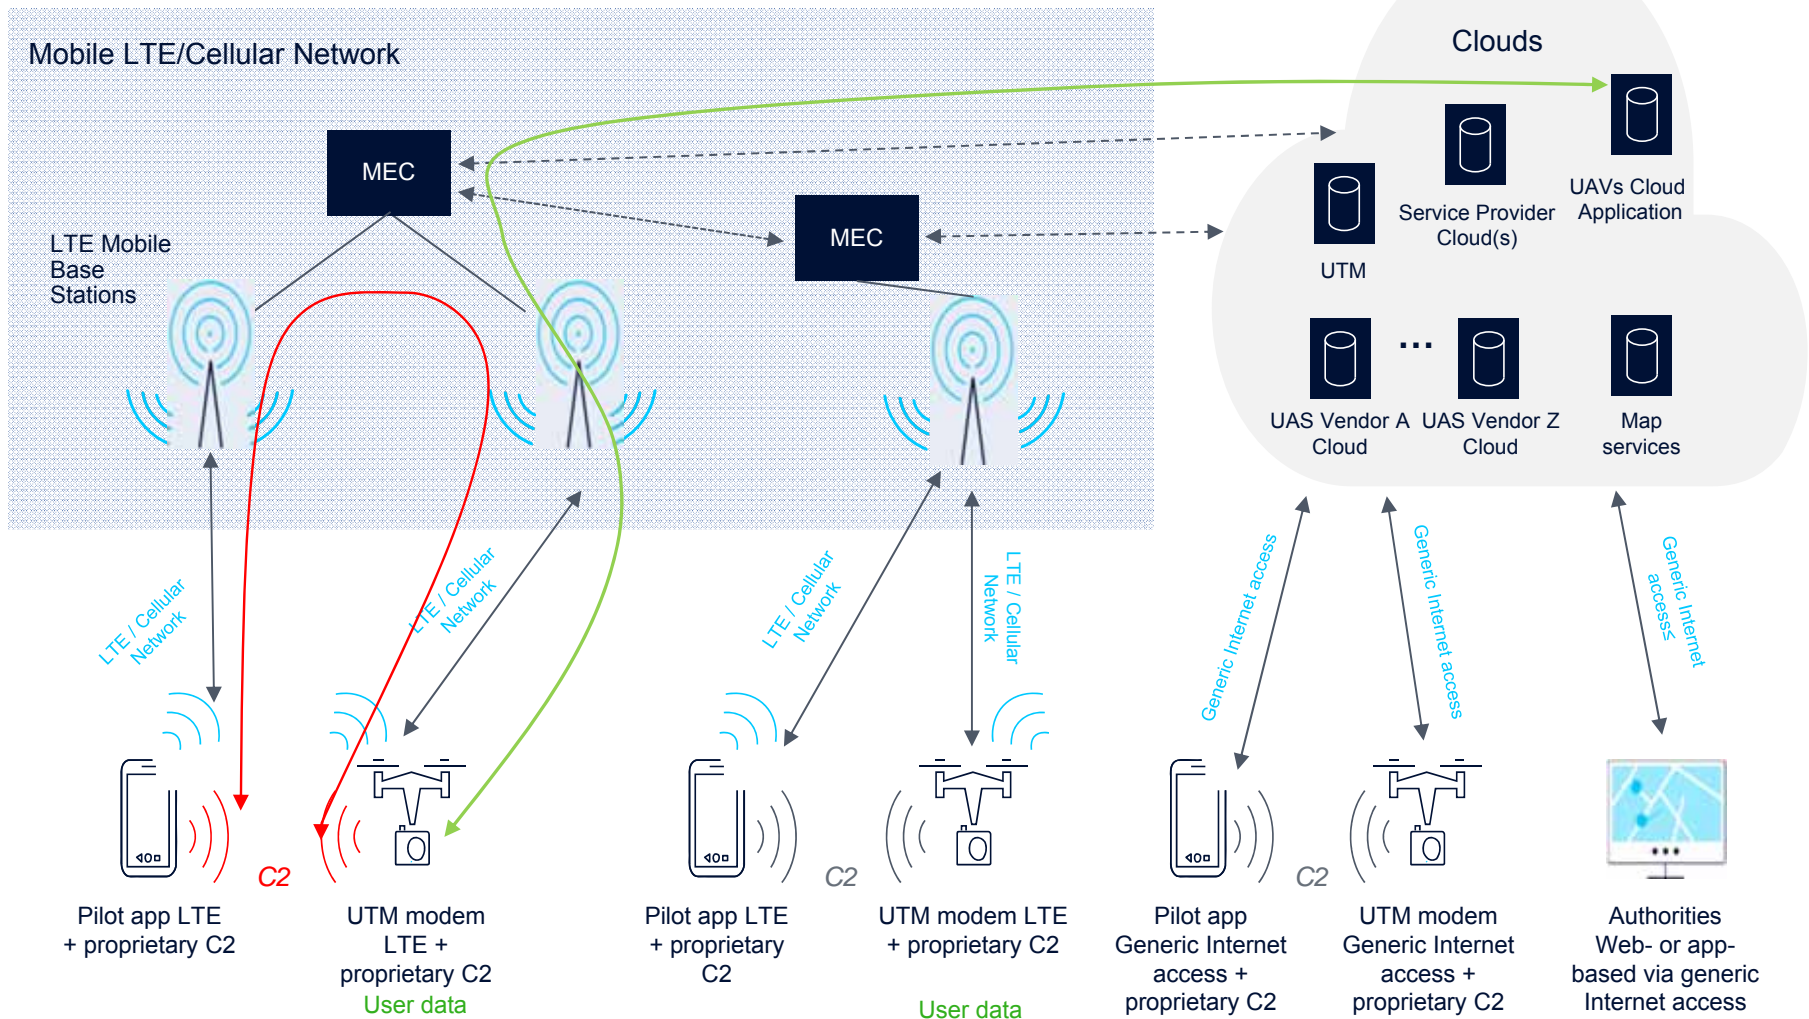 Mobile LTE/Cellular Network
Clouds
MEC
MEC
LTE Mobile
Base
Stations
UAVs Cloud
Application
Service Provider
Cloud(s)
UTM
...
UAS Vendor A
Cloud
UAS Vendor Z
Cloud
Map
services
LTE / Cellular
Network
LTE / Cellular
Network
LTE / Cellular
Network
LTE / Cellular
Network
Generic Internet access
Generic Internet access
Generic Internet
access≤
C2
C2
C2
Pilot app LTE
+ proprietary C2
UTM modem
LTE +
proprietary C2
User data
Pilot app LTE
+ proprietary
C2
UTM modem LTE
+ proprietary C2
User data
Pilot app
Generic Internet
access +
proprietary C2
UTM modem
Generic Internet
access +
proprietary C2
Authorities
Web- or app-
based via generic
Internet access